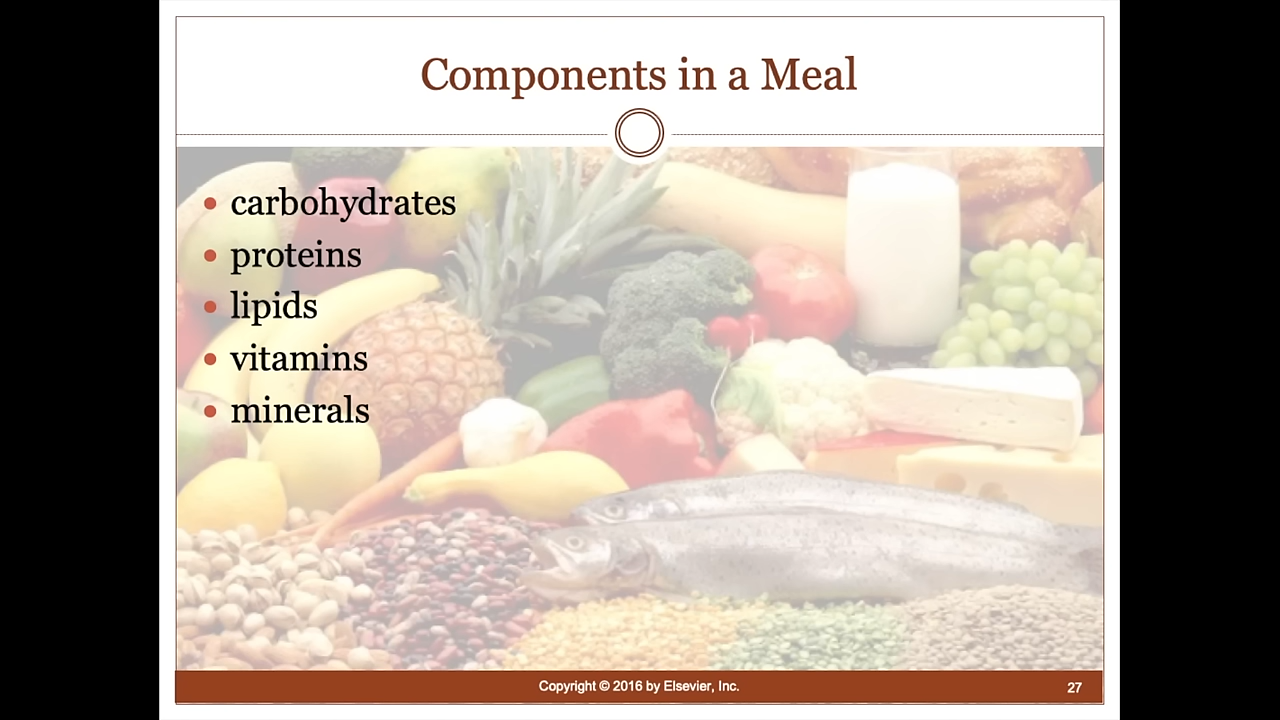 Components in a Meal
carbohydrates
proteins
lipids
vitamins
minerals
Copyright © 2016 by Elsevier, Inc.
27